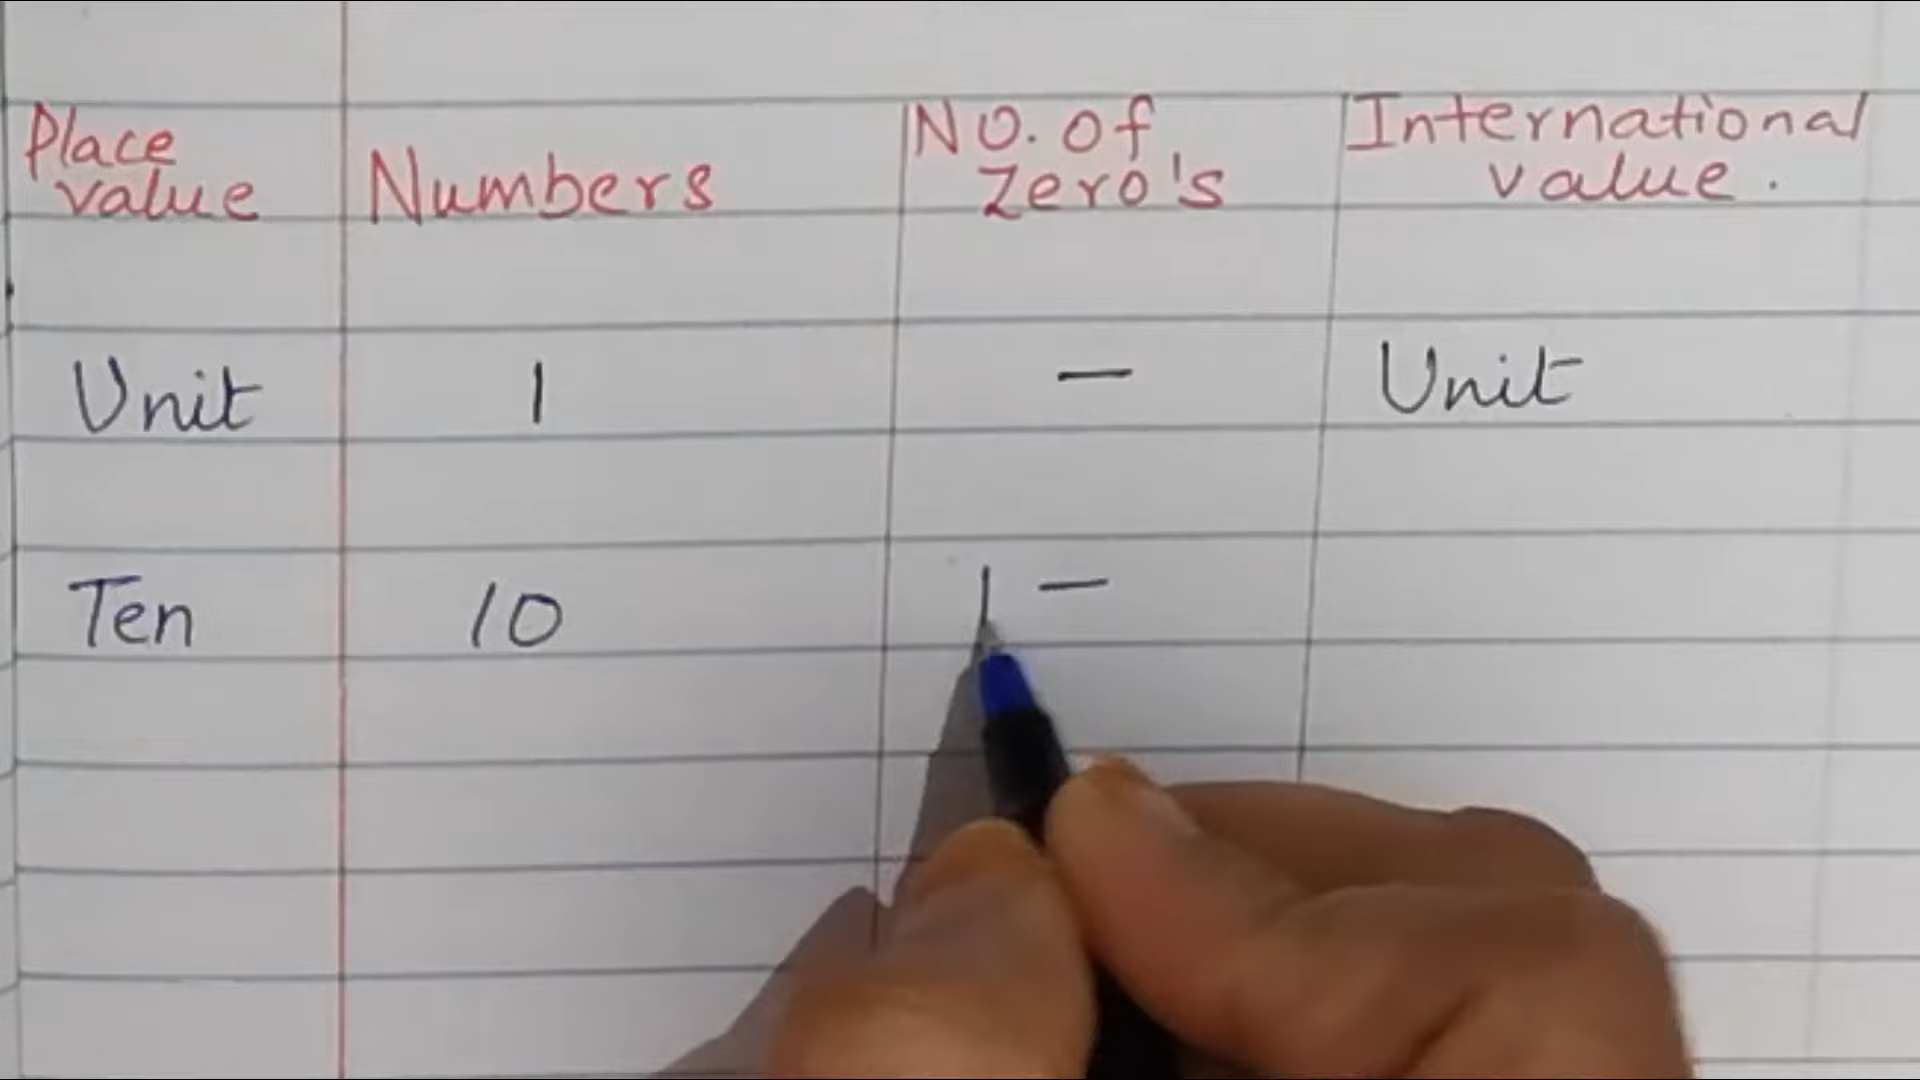 Place value Numbers No. of Zero's International value.
Unit 1 — Unit
Ten 10 1 —